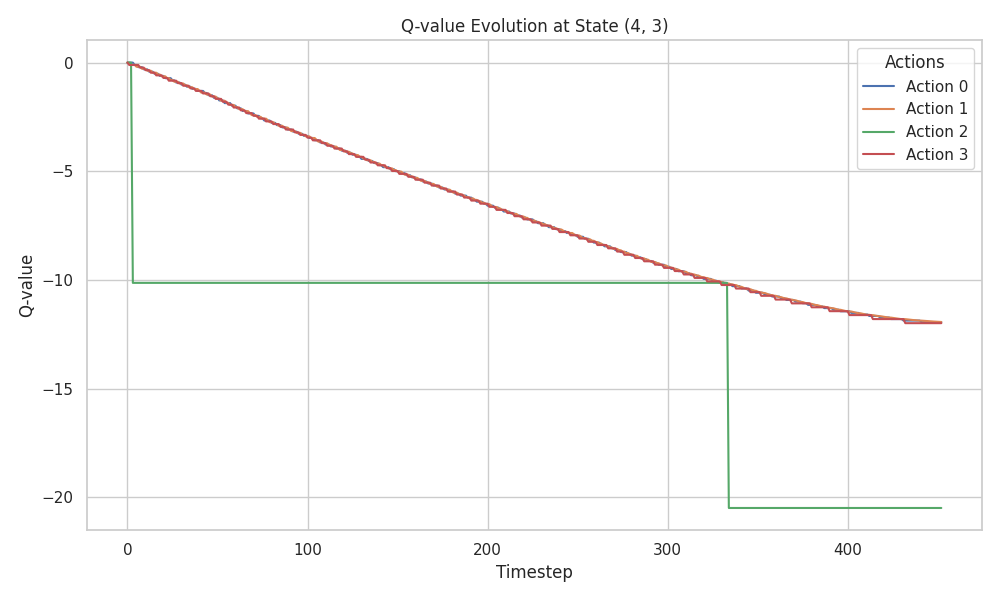 Q-value Evolution at State (4, 3)
Actions
Action 0
Action 1
Action 2
Action 3
Q-value
0
−5
−10
−15
−20
0 100 200 300 400
Timestep